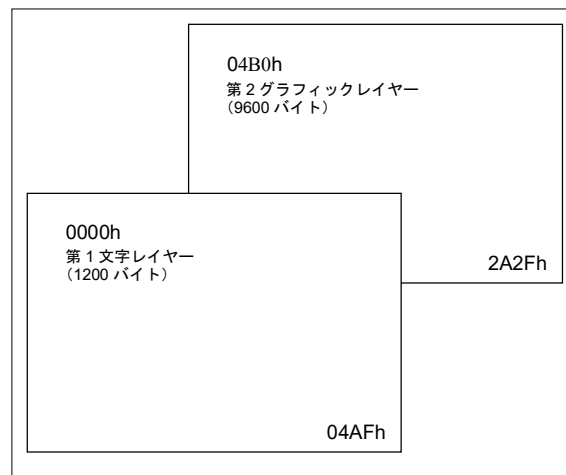 04B0h
第2グラフィックレイヤー
(9600 バイト)
2A2Fh
0000h
第1文字レイヤー
(1200 バイト)
04AFh